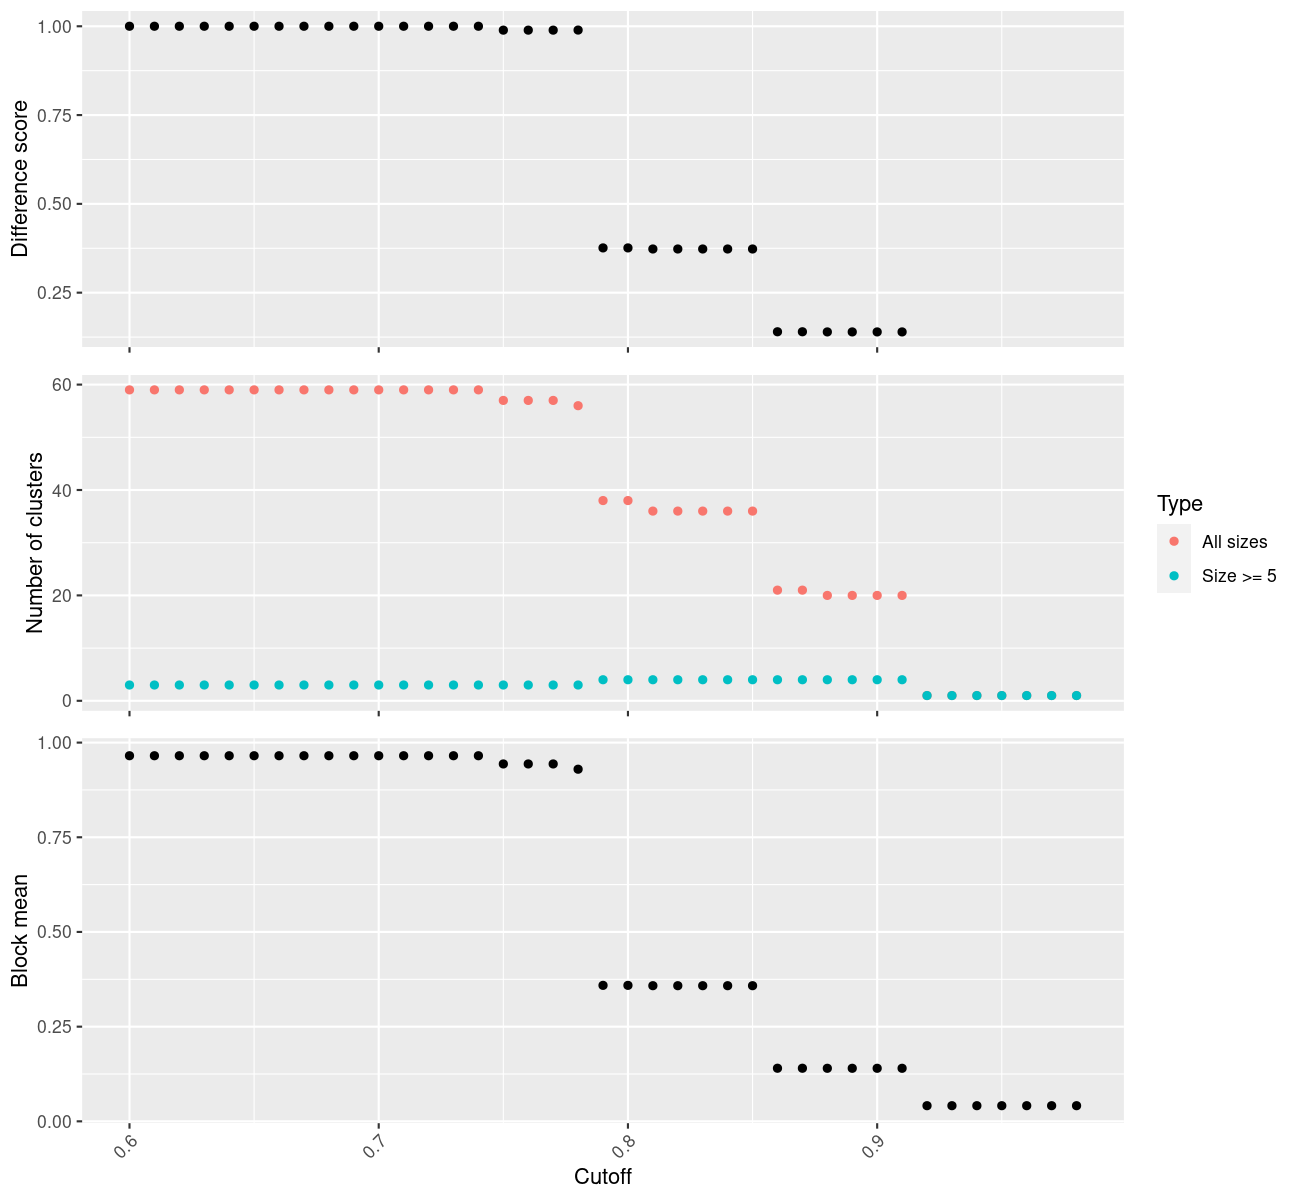 1.00
0.75
0.50
0.25
Difference score
60
40
20
0
Number of clusters
Type
All sizes
Size >= 5
1.00
0.75
0.50
0.25
0.00
Block mean
0.6 0.7 0.8 0.9
Cutoff